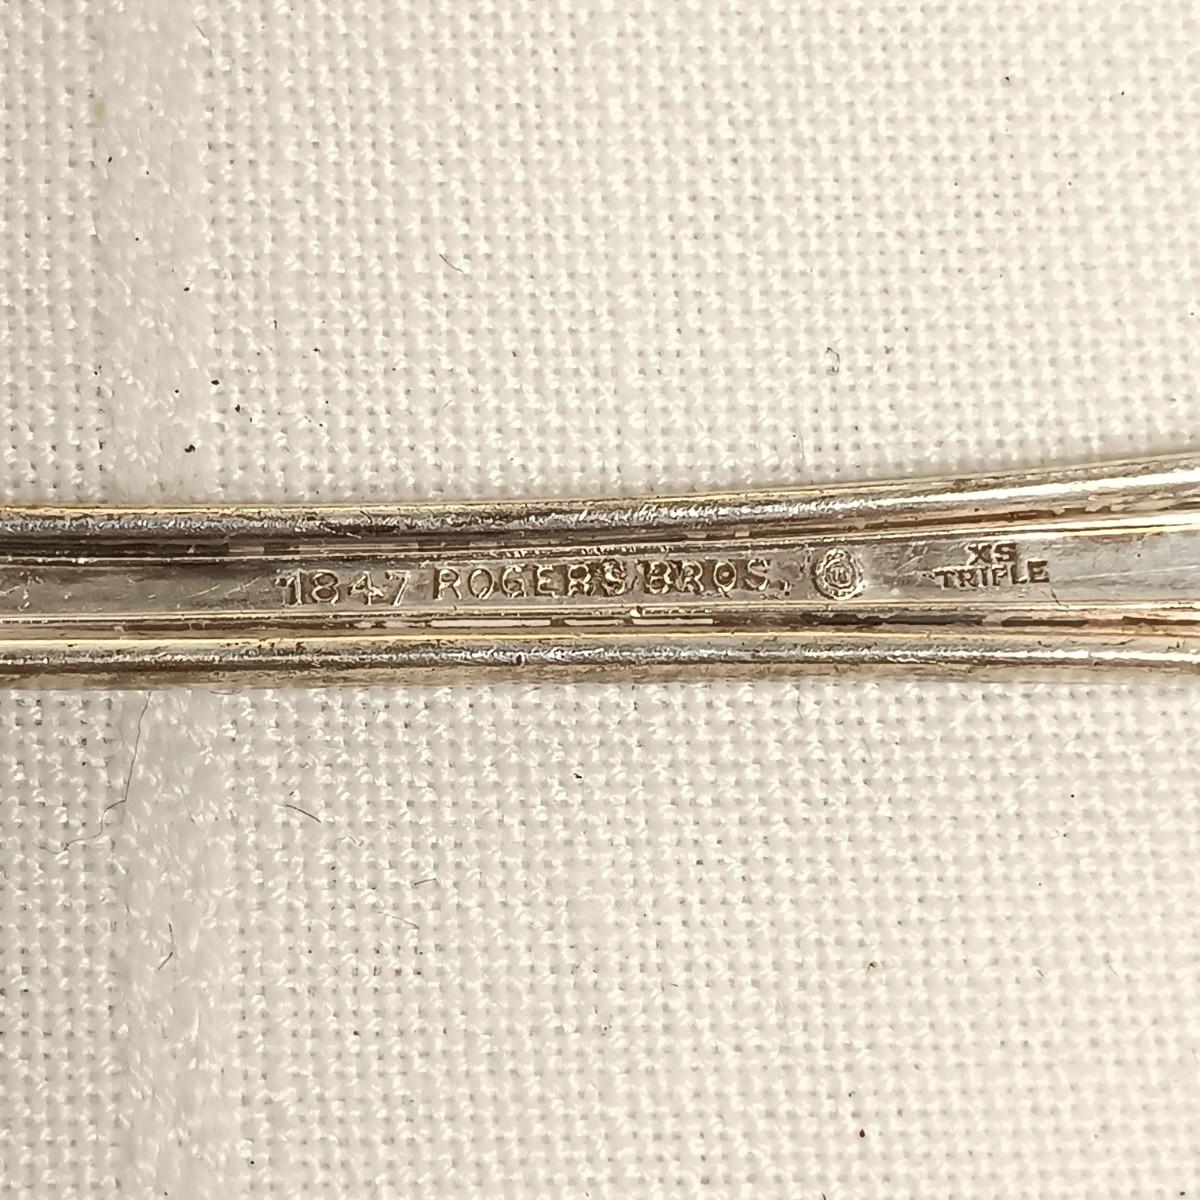 1847 ROGERS BROS.
XS
TRIPLE